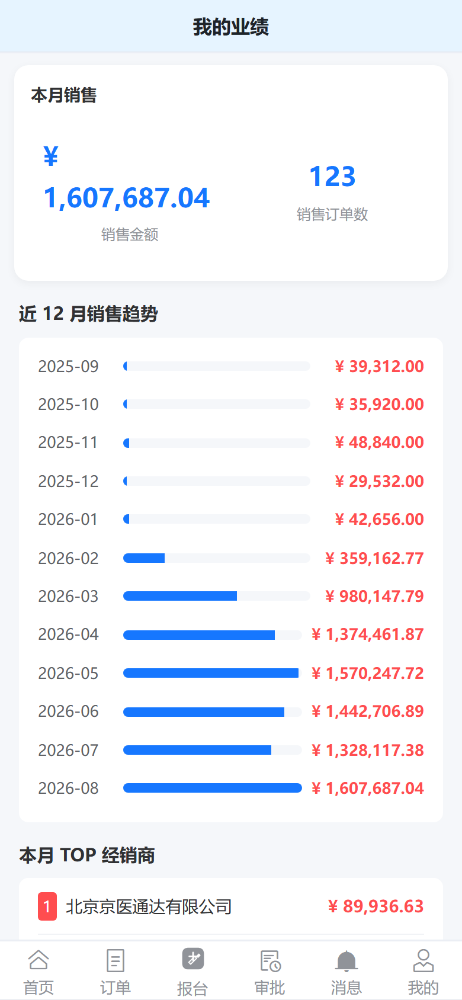 我的业绩
本月销售
¥
1,607,687.04
销售金额
123
销售订单数
近 12 月销售趋势
2025-09 ¥ 39,312.00
2025-10 ¥ 35,920.00
2025-11 ¥ 48,840.00
2025-12 ¥ 29,532.00
2026-01 ¥ 42,656.00
2026-02 ¥ 359,162.77
2026-03 ¥ 980,147.79
2026-04 ¥ 1,374,461.87
2026-05 ¥ 1,570,247.72
2026-06 ¥ 1,442,706.89
2026-07 ¥ 1,328,117.38
2026-08 ¥ 1,607,687.04
本月 TOP 经销商
1 北京京医通达有限公司 ¥ 89,936.63
首页 订单 报台 审批 消息 我的